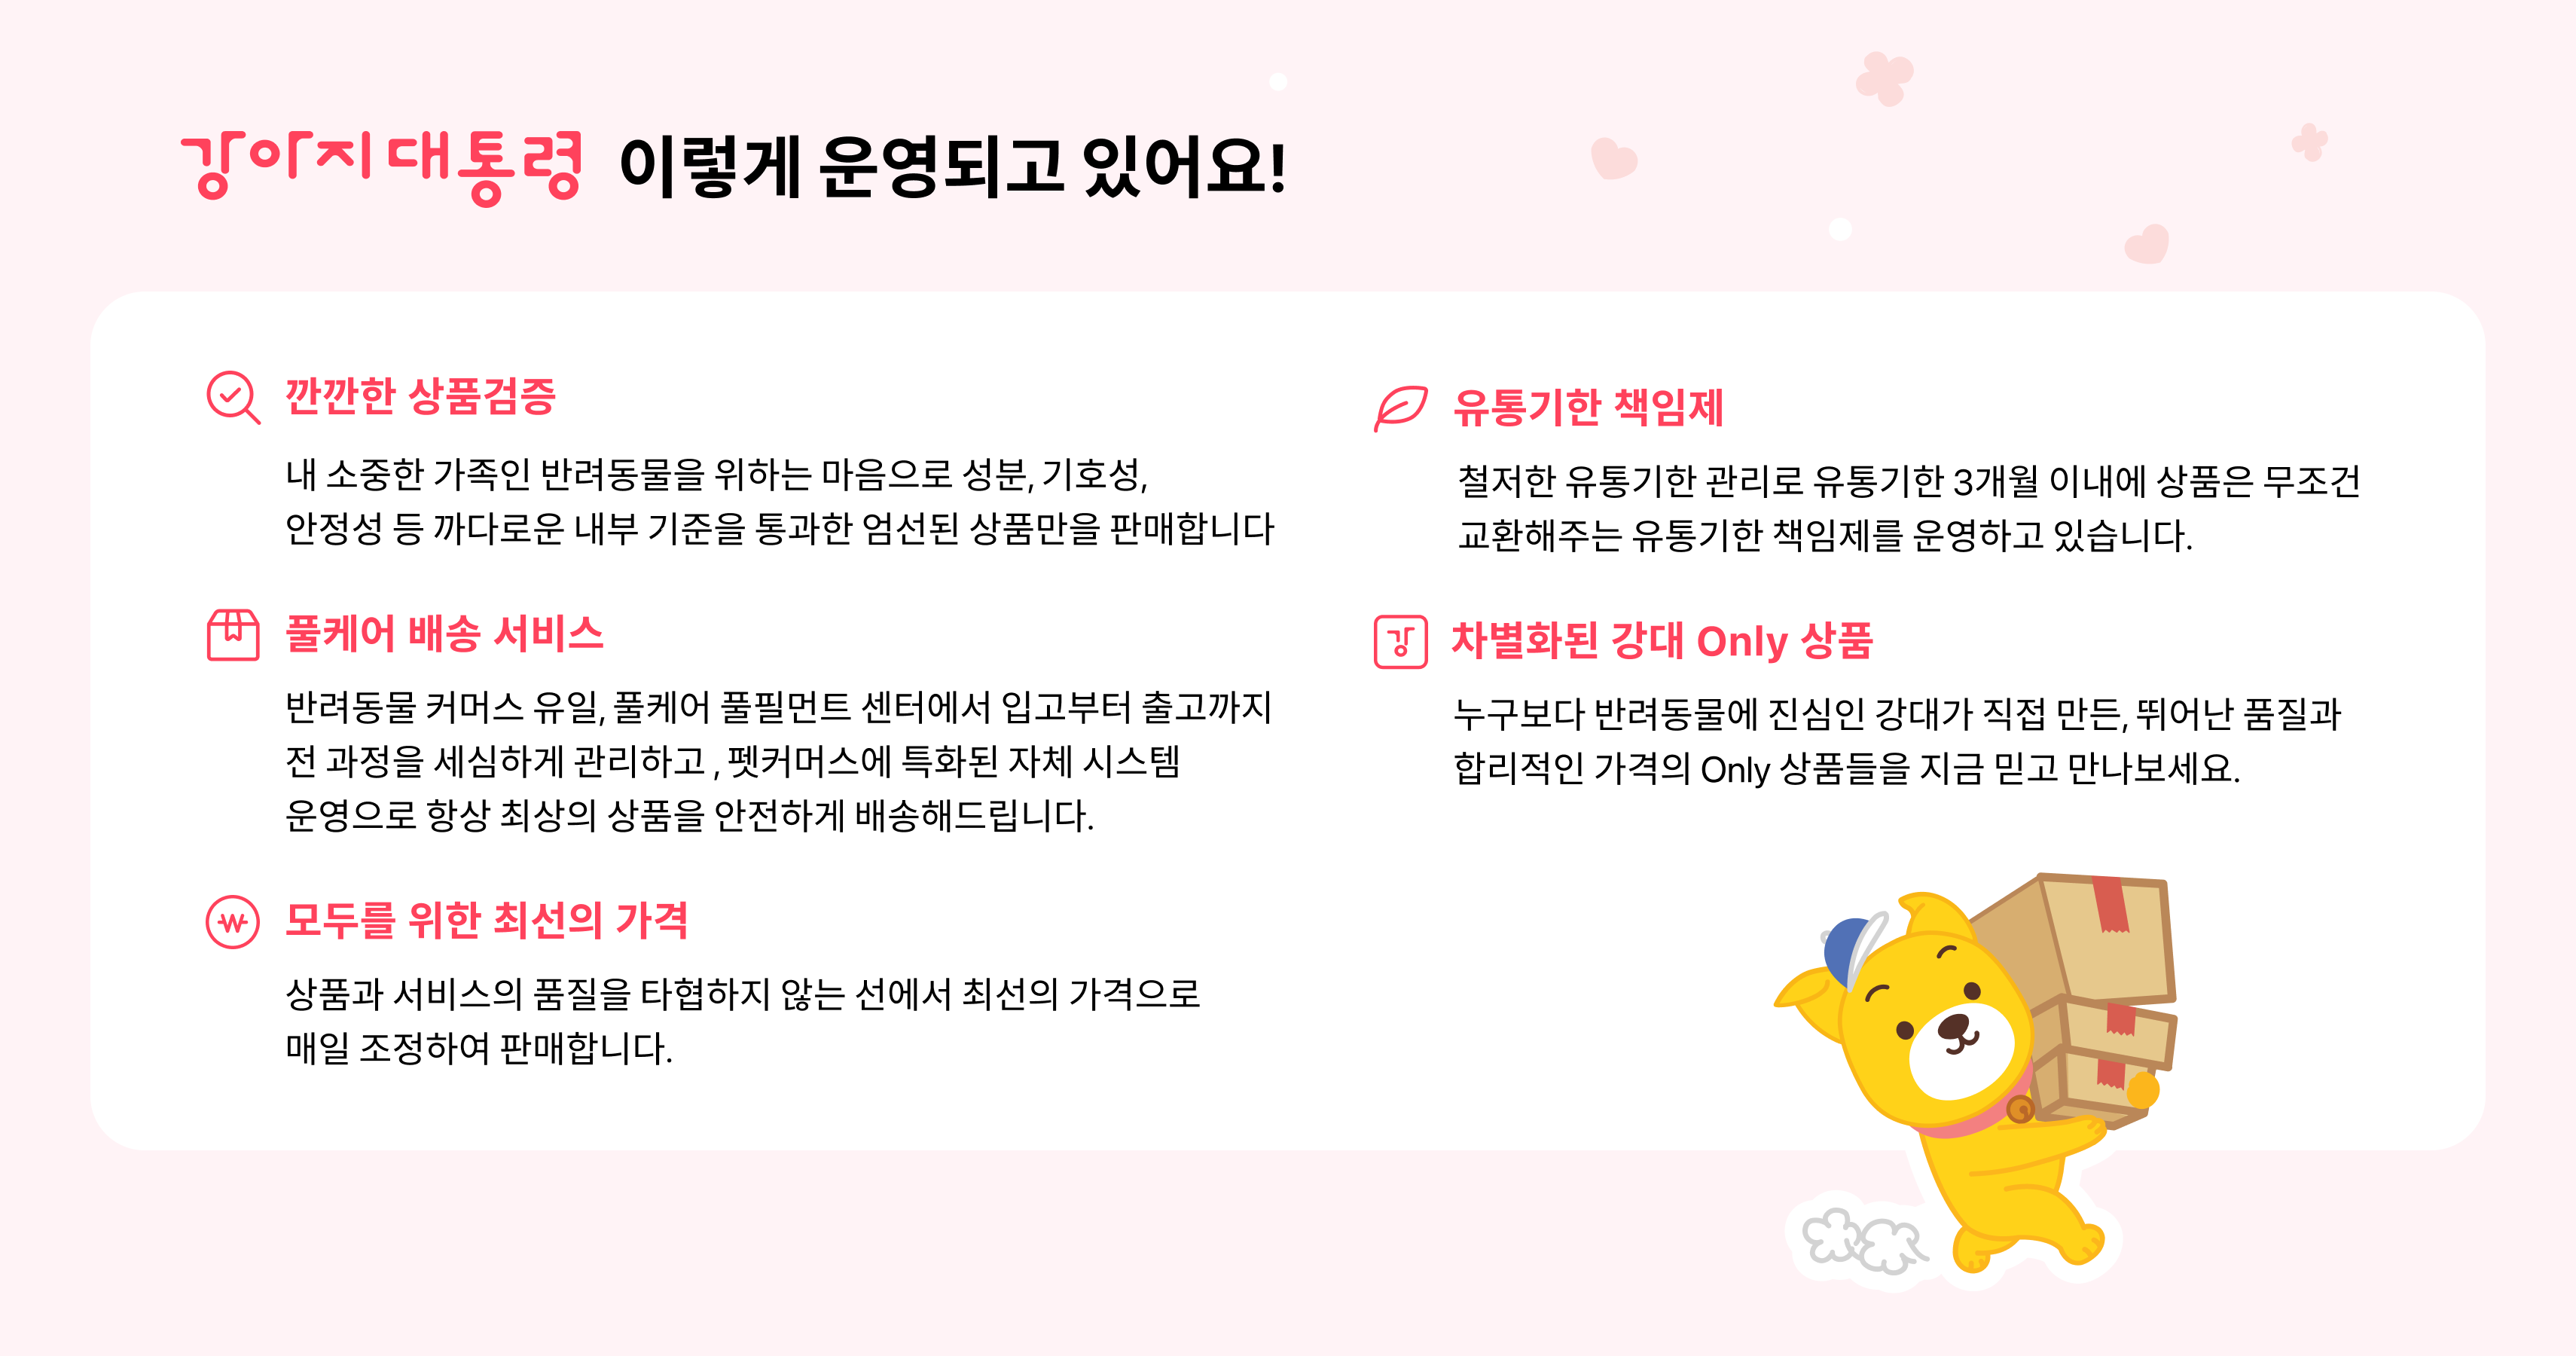 강아지대통령 이렇게 운영되고 있어요!
깐깐한 상품검증
내 소중한 가족인 반려동물을 위하는 마음으로 성분, 기호성,
안정성 등 까다로운 내부 기준을 통과한 엄선된 상품만을 판매합니다
풀케어 배송 서비스
반려동물 커머스 유일, 풀케어 풀필먼트 센터에서 입고부터 출고까지
전 과정을 세심하게 관리하고 , 펫커머스에 특화된 자체 시스템
운영으로 항상 최상의 상품을 안전하게 배송해드립니다.
₩ 모두를 위한 최선의 가격
상품과 서비스의 품질을 타협하지 않는 선에서 최선의 가격으로
매일 조정하여 판매합니다.
유통기한 책임제
철저한 유통기한 관리로 유통기한 3개월 이내에 상품은 무조건
교환해주는 유통기한 책임제를 운영하고 있습니다.
강 차별화된 강대 Only 상품
누구보다 반려동물에 진심인 강대가 직접 만든, 뛰어난 품질과
합리적인 가격의 Only 상품들을 지금 믿고 만나보세요.